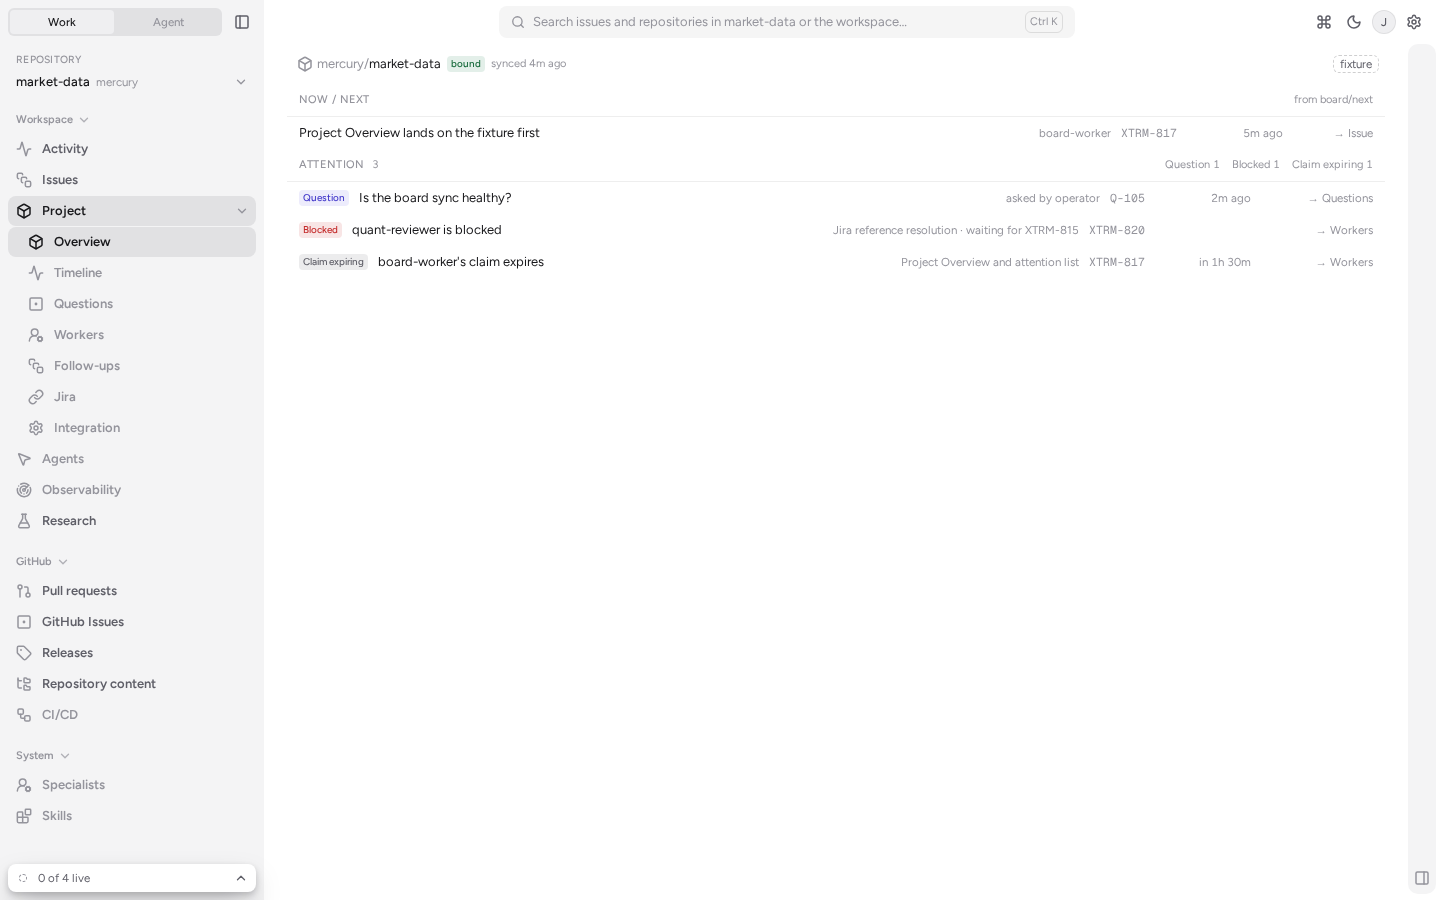 Work
Agent
Search issues and repositories in market-data or the workspace...
Ctrl K
J
REPOSITORY
market-data mercury
Workspace
Activity
Issues
Project
Overview
Timeline
Questions
Workers
Follow-ups
Jira
Integration
Agents
Observability
Research
GitHub
Pull requests
GitHub Issues
Releases
Repository content
CI/CD
System
Specialists
Skills
0 of 4 live
mercury/market-data bound synced 4m ago
fixture
NOW / NEXT
from board/next
Project Overview lands on the fixture first
board-worker XTRM-817 5m ago → Issue
ATTENTION 3
Question 1 Blocked 1 Claim expiring 1
Question Is the board sync healthy?
asked by operator Q-105 2m ago → Questions
Blocked quant-reviewer is blocked
Jira reference resolution · waiting for XTRM-815 XTRM-820 → Workers
Claim expiring board-worker's claim expires
Project Overview and attention list XTRM-817 in 1h 30m → Workers